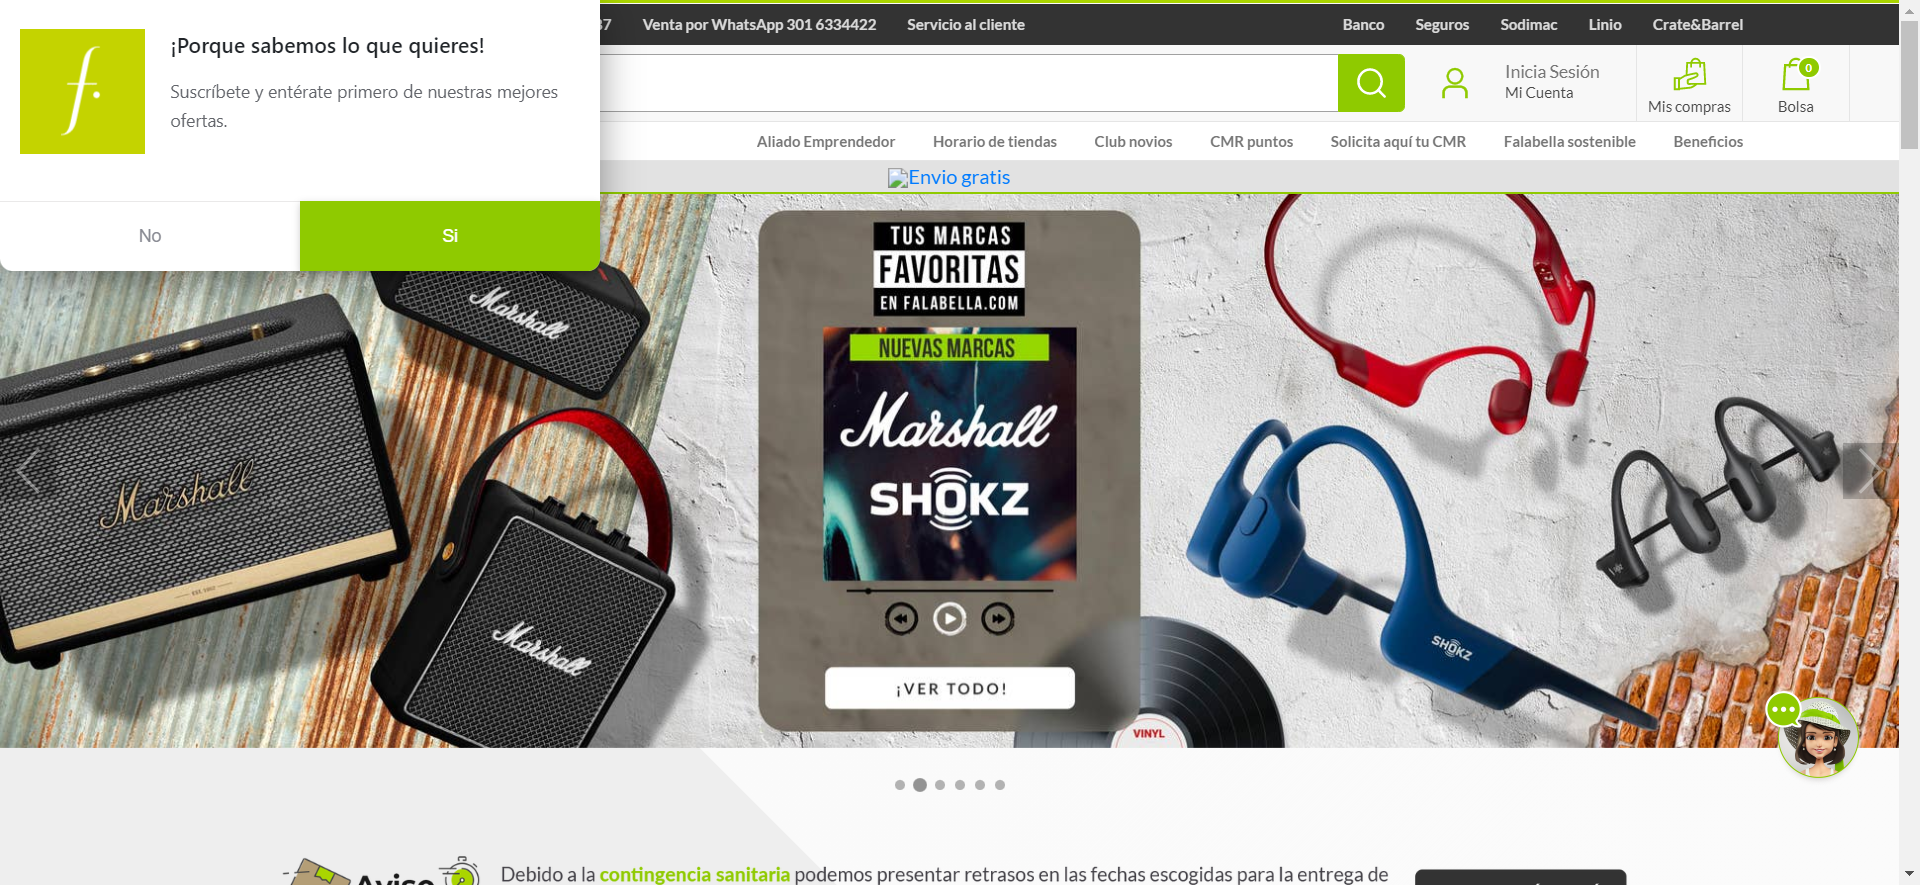 ¡Porque sabemos lo que quieres!
Suscríbete y entérate primero de nuestras mejores
ofertas.
No
Si
37
Venta por WhatsApp 301 6334422
Servicio al cliente
Banco
Seguros
Sodimac
Linio
Crate&Barrel
Inicia Sesión
Mi Cuenta
Mis compras
0
Bolsa
Aliado Emprendedor
Horario de tiendas
Club novios
CMR puntos
Solicita aquí tu CMR
Falabella sostenible
Beneficios
Envio gratis
TUS MARCAS
FAVORITAS
EN FALABELLA.COM
NUEVAS MARCAS
Marshall
SHOKZ
¡VER TODO!
Marshall
Marshall
Marshall
SHOKZ
VINYL
Aviso
Debido a la contingencia sanitaria podemos presentar retrasos en las fechas escogidas para la entrega de